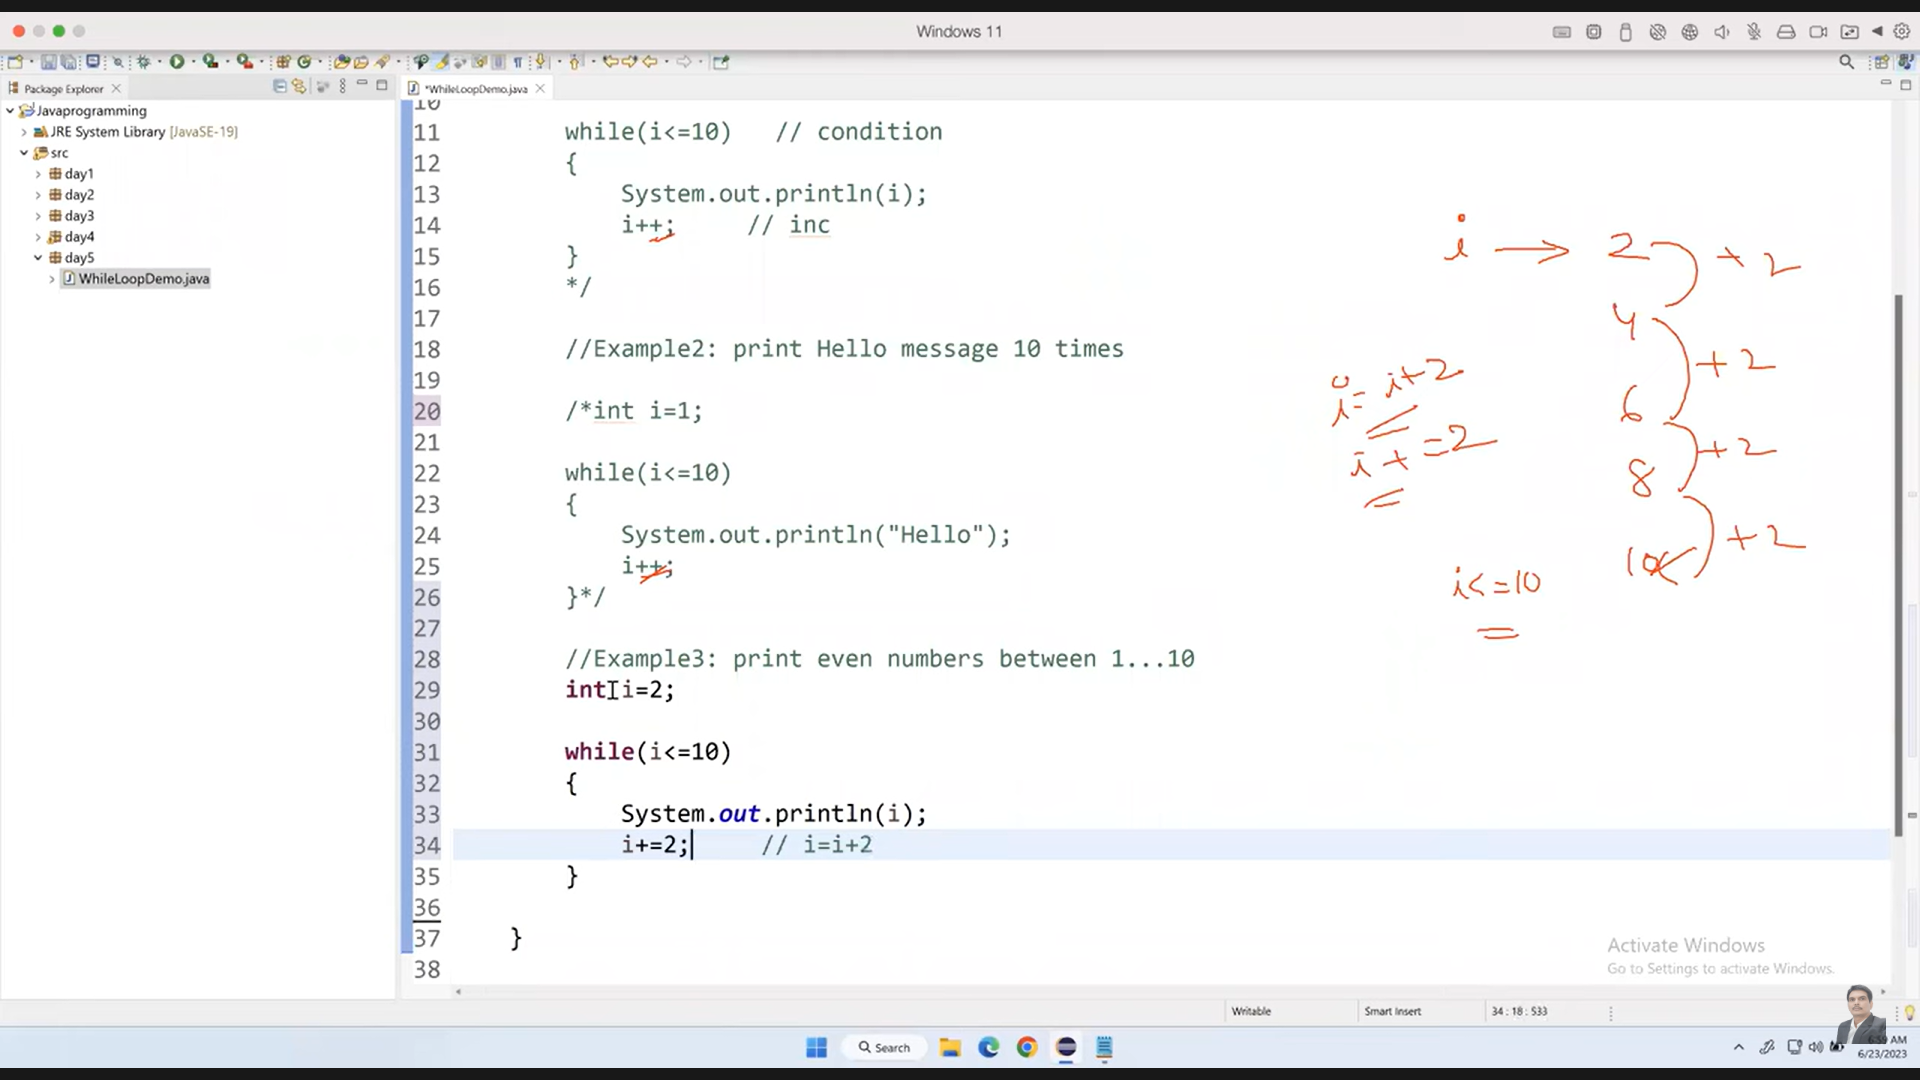 Windows 11
Package Explorer
*WhileLoopDemo.java
Javaprogramming
JRE System Library [JavaSE-19]
src
day1
day2
day3
day4
day5
WhileLoopDemo.java
10
11 while(i<=10) // condition
12 {
13 System.out.println(i);
14 i++; // inc
15 }
16 */
17
18 //Example2: print Hello message 10 times
19
20 /*int i=1;
21
22 while(i<=10)
23 {
24 System.out.println("Hello");
25 i++;
26 }*/
27
28 //Example3: print even numbers between 1...10
29 int i=2;
30
31 while(i<=10)
32 {
33 System.out.println(i);
34 i+=2; // i=i+2
35 }
36
37 }
38
i → 2 +2
4 +2
i=i+2
6
i+=2 +2
8
10 +2
i<=10
Activate Windows
Go to Settings to activate Windows.
Writable
Smart Insert
34 : 18 : 533
Search
AM
6/23/2023